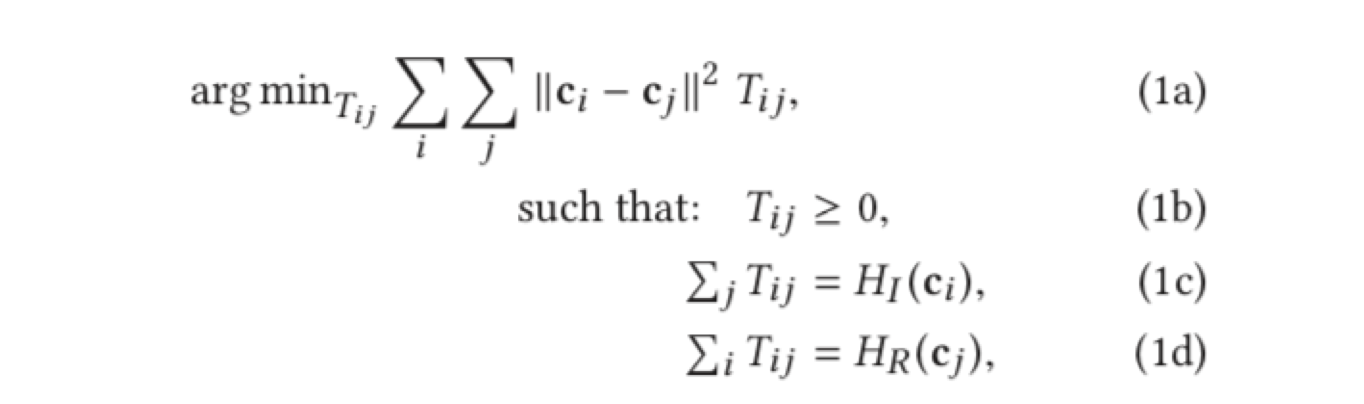 arg min_{T_{ij}} ∑_i ∑_j ‖𝐜_i − 𝐜_j‖² T_{ij}, (1a)
such that: T_{ij} ≥ 0, (1b)
∑_j T_{ij} = H_I(𝐜_i), (1c)
∑_i T_{ij} = H_R(𝐜_j), (1d)